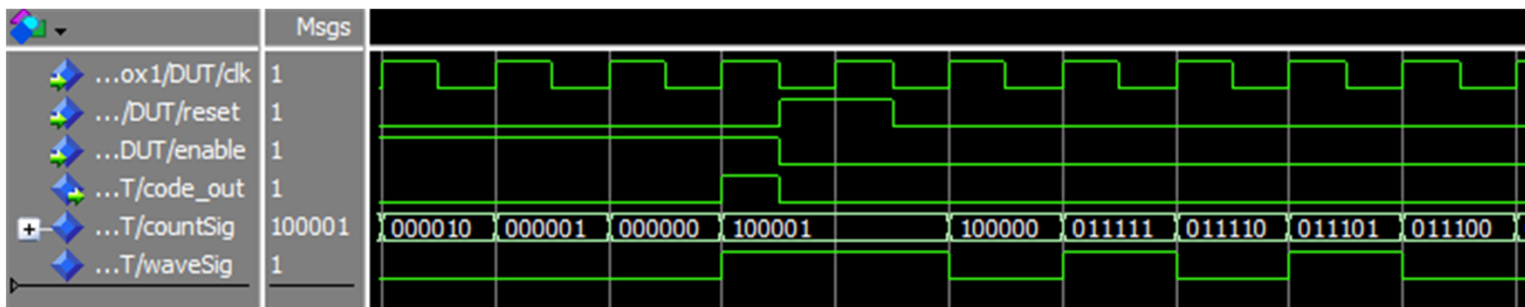 Msgs
...ox1/DUT/clk 1
.../DUT/reset 1
...DUT/enable 1
...T/code_out 1
...T/countSig 100001 000010 000001 000000 100001 100000 011111 011110 011101 011100
...T/waveSig 1